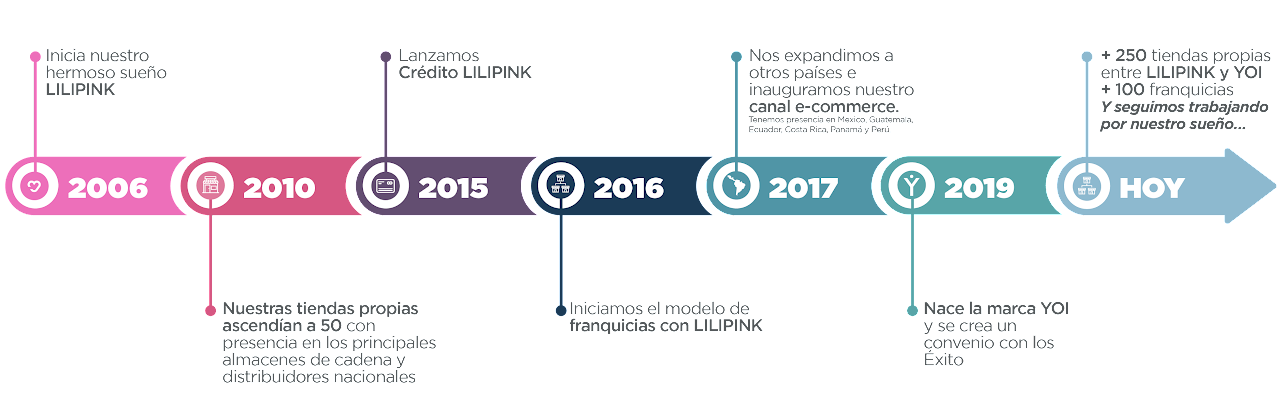 Inicia nuestro
hermoso sueño
LILIPINK
2006
2010
Nuestras tiendas propias
ascendían a 50 con
presencia en los principales
almacenes de cadena y
distribuidores nacionales
Lanzamos
Crédito LILIPINK
2015
2016
Iniciamos el modelo de
franquicias con LILIPINK
Nos expandimos a
otros países e
inauguramos nuestro
canal e-commerce.
Tenemos presencia en México, Guatemala,
Ecuador, Costa Rica, Panamá y Perú
2017
2019
Nace la marca YOI
y se crea un
convenio con los
Éxito
+ 250 tiendas propias
entre LILIPINK y YOI
+ 100 franquicias
Y seguimos trabajando
por nuestro sueño...
HOY